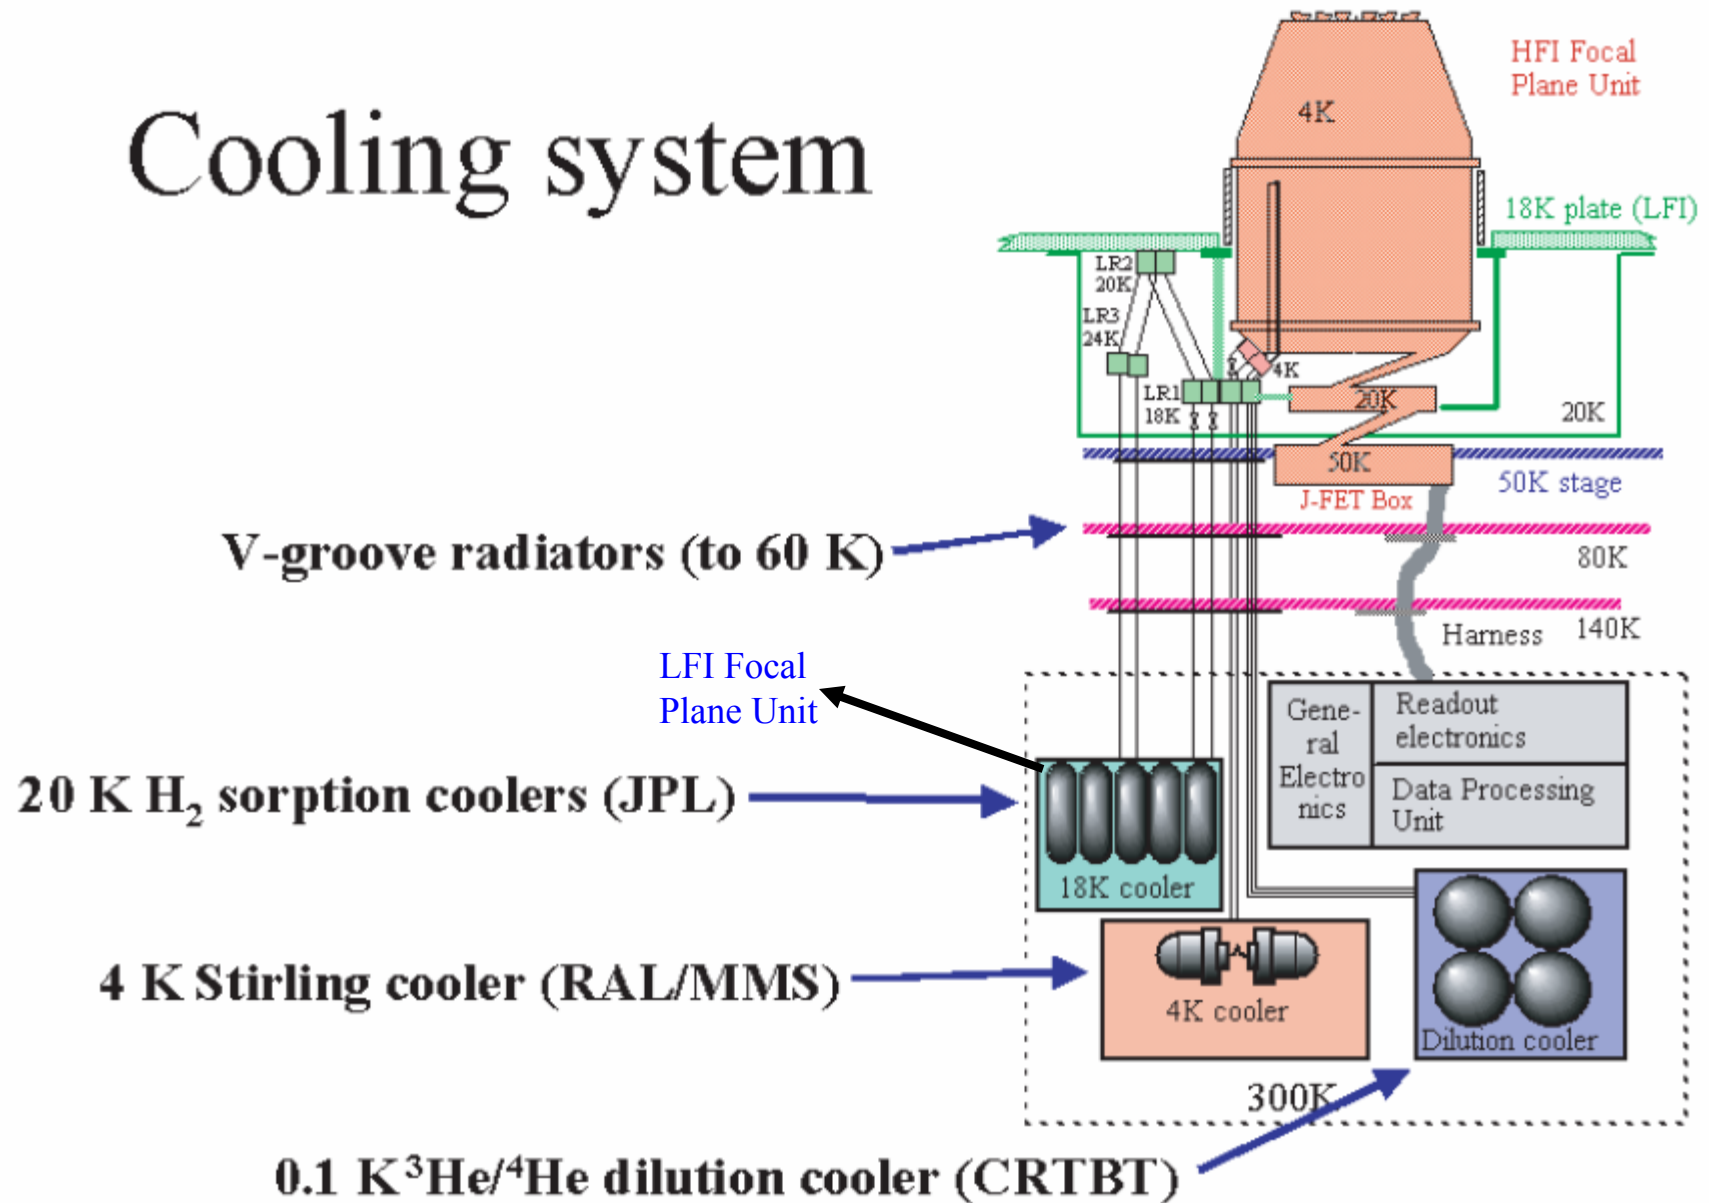 Cooling system
HFI Focal
Plane Unit
4K
18K plate (LFI)
LR2
20K
LR3
24K
4K
LR1
18K
20K
20K
50K
50K stage
J-FET Box
V-groove radiators (to 60 K)
80K
140K
Harness
LFI Focal
Plane Unit
Gene-
ral
Electro
nics
Readout
electronics
Data Processing
Unit
20 K H₂ sorption coolers (JPL)
18K cooler
4 K Stirling cooler (RAL/MMS)
4K cooler
Dilution cooler
300K
0.1 K ³He/⁴He dilution cooler (CRTBT)